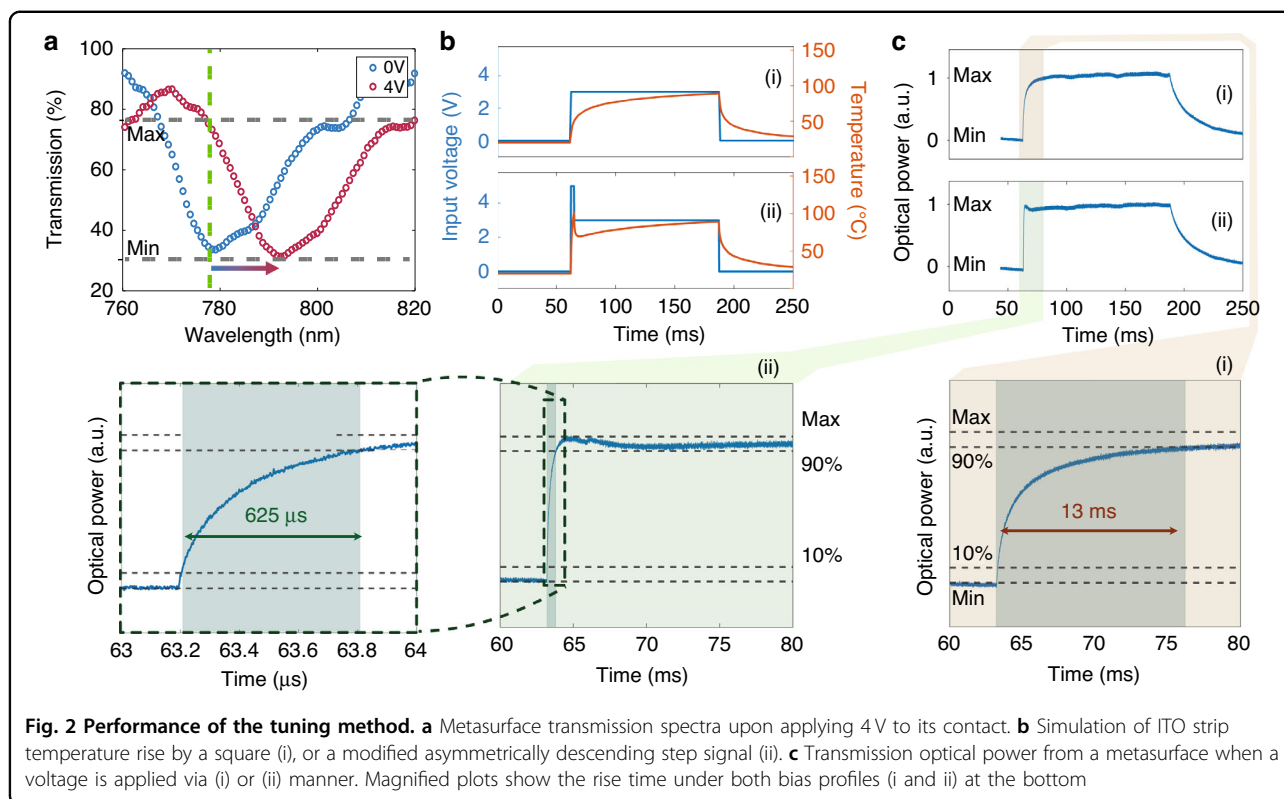 a
100
80
60
40
20
Transmission (%)
0V
4V
Max
Min
760
780
800
820
Wavelength (nm)
b
4
2
0
4
2
0
Input voltage (V)
(i)
(ii)
150
100
50
150
100
50
Temperature (°C)
0
50
100
150
200
250
Time (ms)
c
Optical power (a.u.)
Max
1
Min
0
(i)
Max
1
Min
0
(ii)
0
50
100
150
200
250
Time (ms)
Optical power (a.u.)
625 μs
63
63.2
63.4
63.6
63.8
64
Time (μs)
(ii)
Max
90%
10%
60
65
70
75
80
Time (ms)
(i)
Optical power (a.u.)
Max
90%
13 ms
10%
Min
60
65
70
75
80
Time (ms)
Fig. 2 Performance of the tuning method. a Metasurface transmission spectra upon applying 4 V to its contact. b Simulation of ITO strip
temperature rise by a square (i), or a modified asymmetrically descending step signal (ii). c Transmission optical power from a metasurface when a
voltage is applied via (i) or (ii) manner. Magnified plots show the rise time under both bias profiles (i and ii) at the bottom